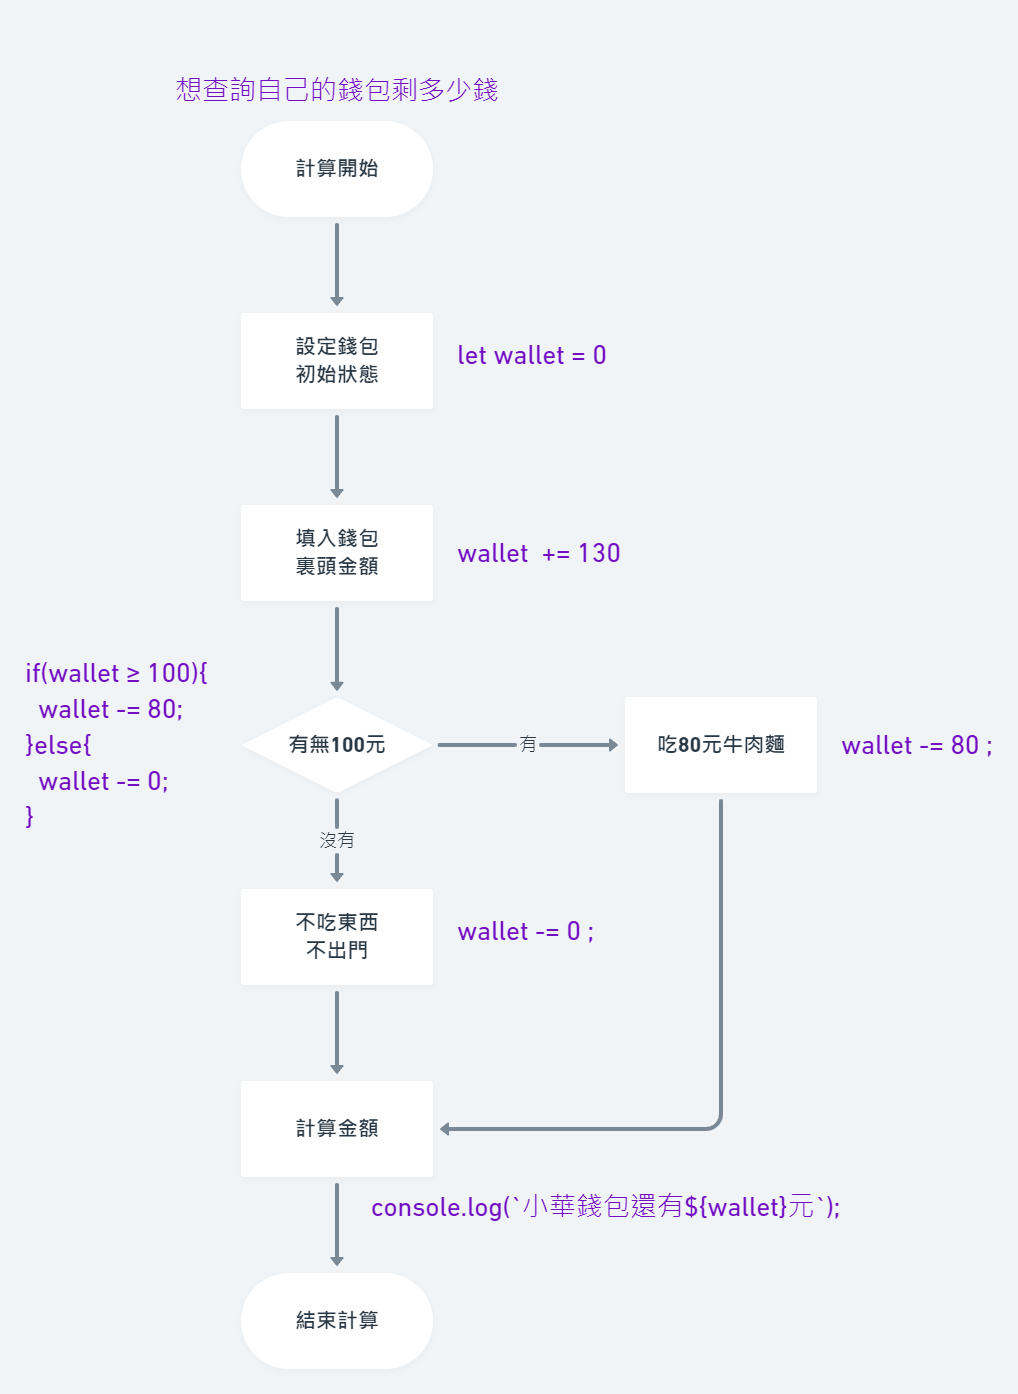 想查詢自己的錢包剩多少錢
計算開始
設定錢包
初始狀態
let wallet = 0
填入錢包
裏頭金額
wallet  += 130
if(wallet ≥ 100){
  wallet -= 80;
}else{
  wallet -= 0;
}
有無100元
有
吃80元牛肉麵
wallet -= 80 ;
沒有
不吃東西
不出門
wallet -= 0 ;
計算金額
console.log(`小華錢包還有${wallet}元`);
結束計算